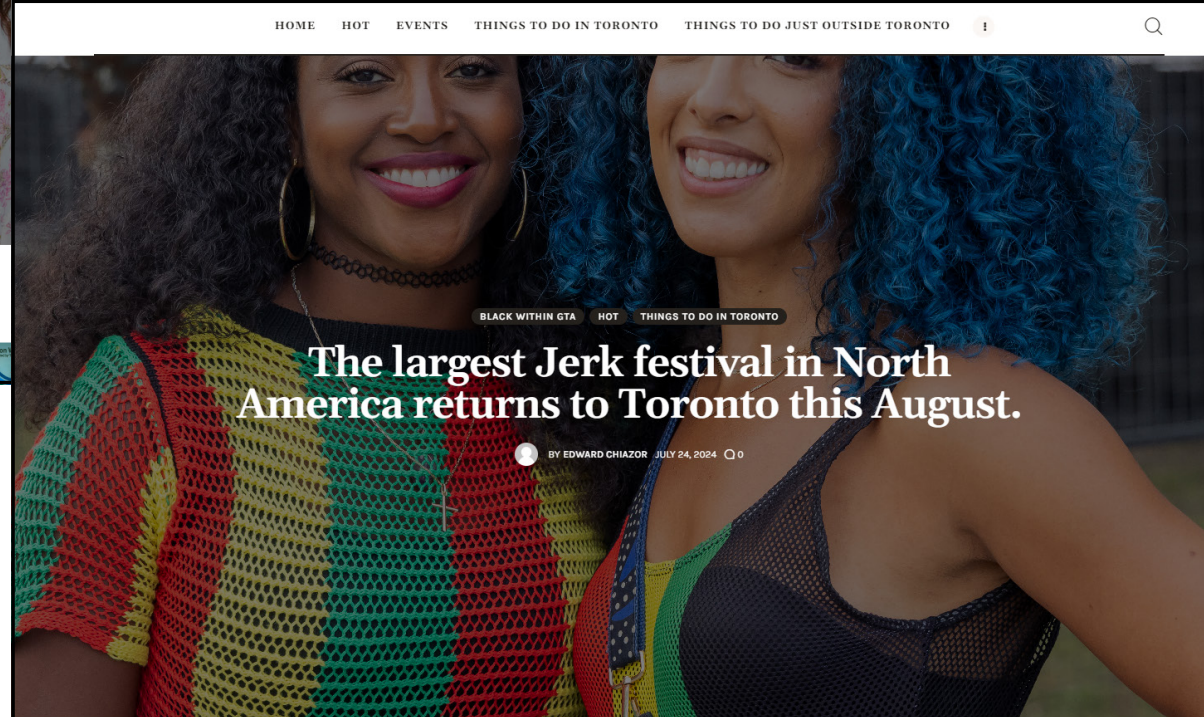 HOME HOT EVENTS THINGS TO DO IN TORONTO THINGS TO DO JUST OUTSIDE TORONTO
BLACK WITHIN GTA HOT THINGS TO DO IN TORONTO
The largest Jerk festival in North
America returns to Toronto this August.
BY EDWARD CHIAZOR JULY 24, 2024 0